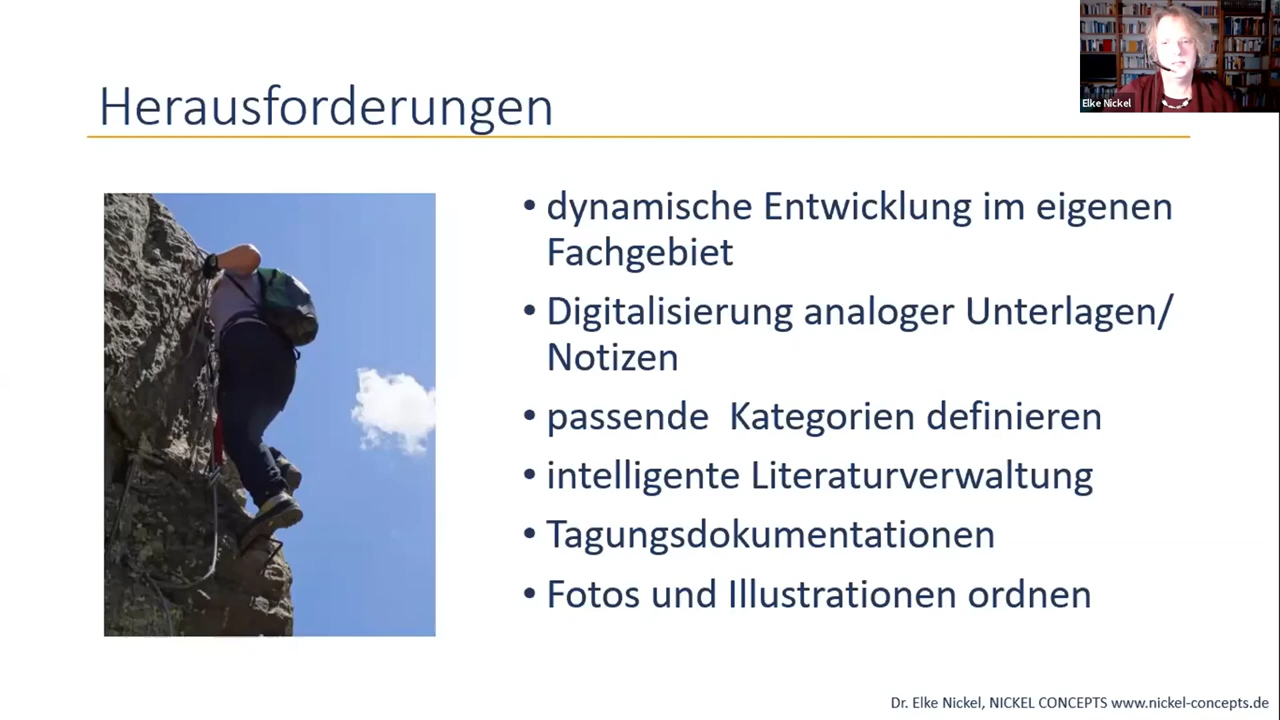 Herausforderungen
Elke Nickel
• dynamische Entwicklung im eigenen
Fachgebiet
• Digitalisierung analoger Unterlagen/
Notizen
• passende  Kategorien definieren
• intelligente Literaturverwaltung
• Tagungsdokumentationen
• Fotos und Illustrationen ordnen
Dr. Elke Nickel, NICKEL CONCEPTS www.nickel-concepts.de